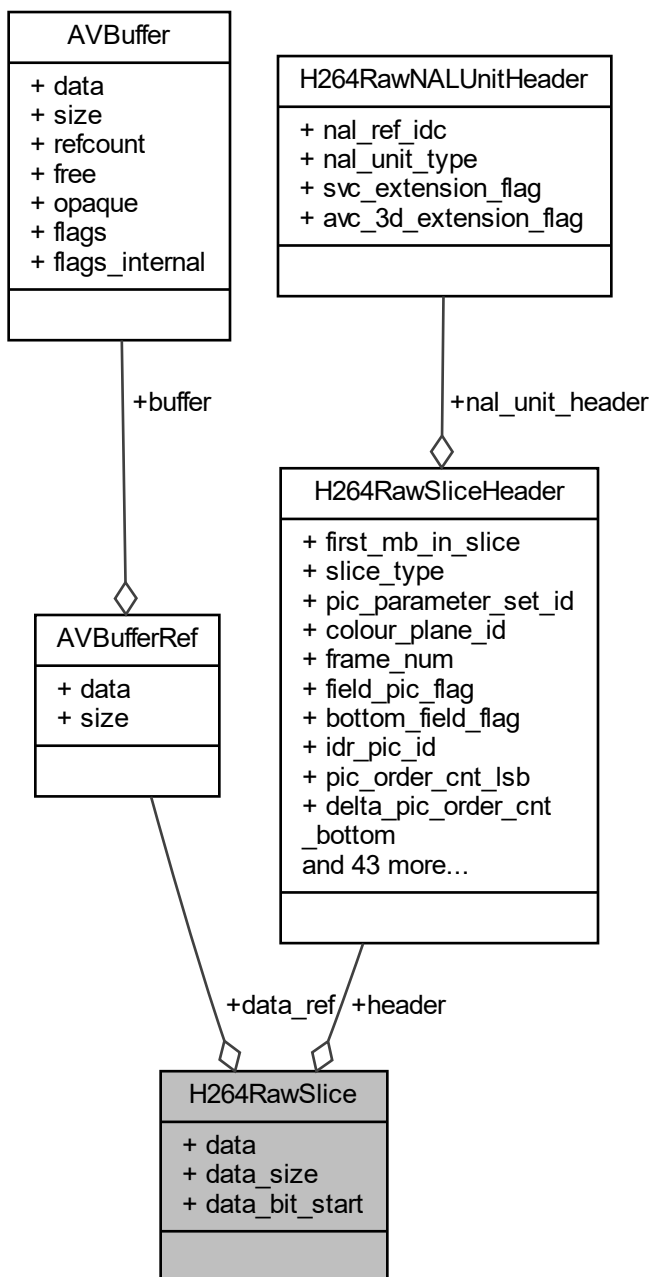 AVBuffer
+ data
+ size
+ refcount
+ free
+ opaque
+ flags
+ flags_internal
H264RawNALUnitHeader
+ nal_ref_idc
+ nal_unit_type
+ svc_extension_flag
+ avc_3d_extension_flag
+buffer
+nal_unit_header
AVBufferRef
+ data
+ size
H264RawSliceHeader
+ first_mb_in_slice
+ slice_type
+ pic_parameter_set_id
+ colour_plane_id
+ frame_num
+ field_pic_flag
+ bottom_field_flag
+ idr_pic_id
+ pic_order_cnt_lsb
+ delta_pic_order_cnt
_bottom
and 43 more...
+data_ref
+header
H264RawSlice
+ data
+ data_size
+ data_bit_start